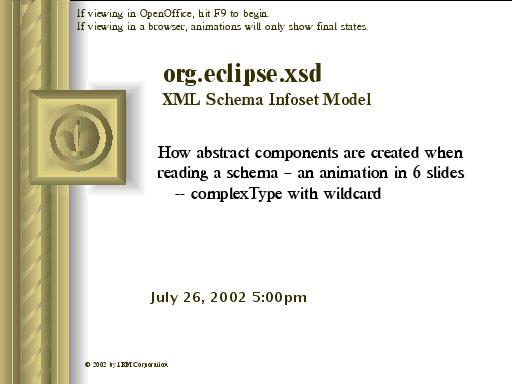 If viewing in OpenOffice, hit F9 to begin.
If viewing in a browser, animations will only show final states.
org.eclipse.xsd
XML Schema Infoset Model
How abstract components are created when
reading a schema – an animation in 6 slides
-- complexType with wildcard
July 26, 2002 5:00pm
© 2002 by IBM Corporation